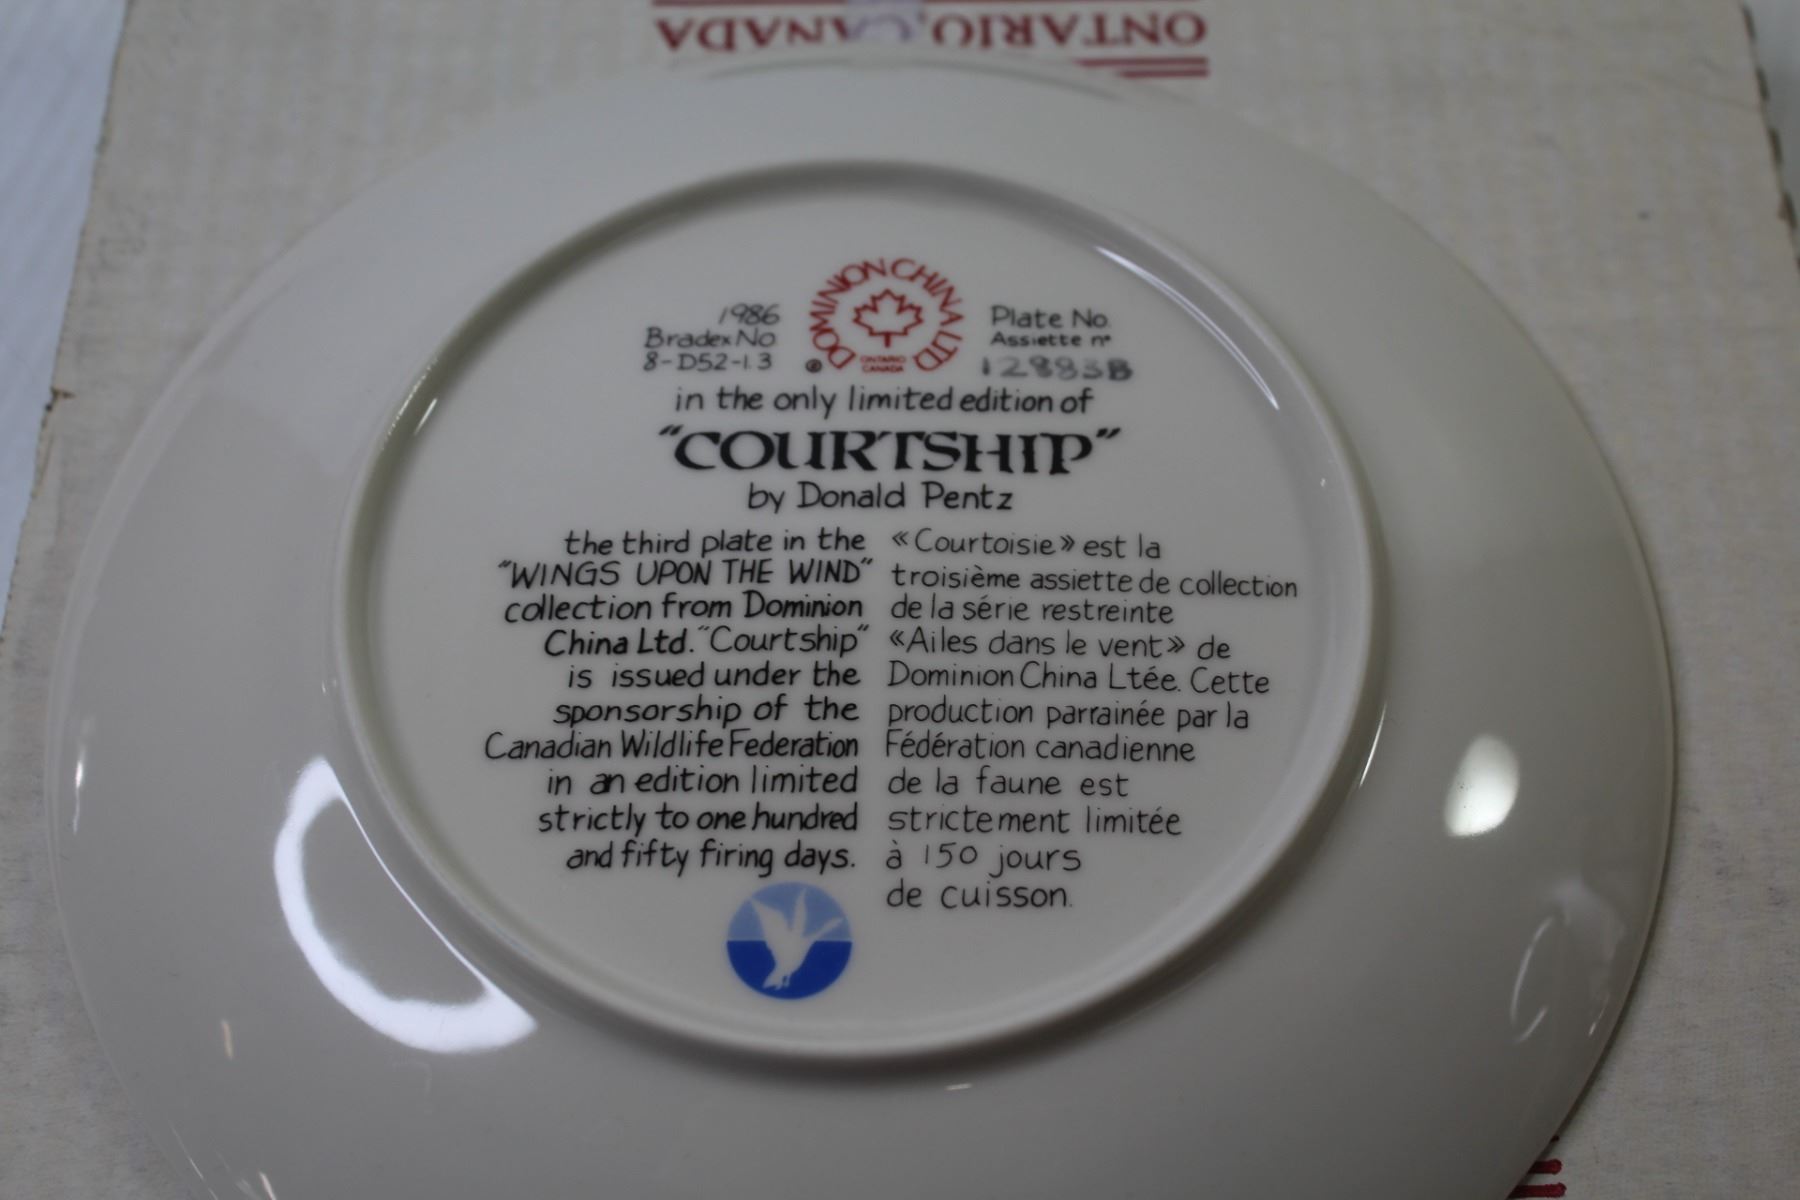 ONTARIO, CANADA
1986
Bradex No
8-D52-1.3
DOMINION CHINA LTD
ONTARIO
CANADA
Plate No.
Assiette nº
12883B
in the only limited edition of
"COURTSHIP"
by Donald Pentz
the third plate in the
"WINGS UPON THE WIND"
collection from Dominion
China Ltd. "Courtship"
is issued under the
sponsorship of the
Canadian Wildlife Federation
in an edition limited
strictly to one hundred
and fifty firing days.
«Courtoisie» est la
troisième assiette de collection
de la série restreinte
«Ailes dans le vent» de
Dominion China Ltée. Cette
production parrainée par la
Fédération canadienne
de la faune est
strictement limitée
à 150 jours
de cuisson.